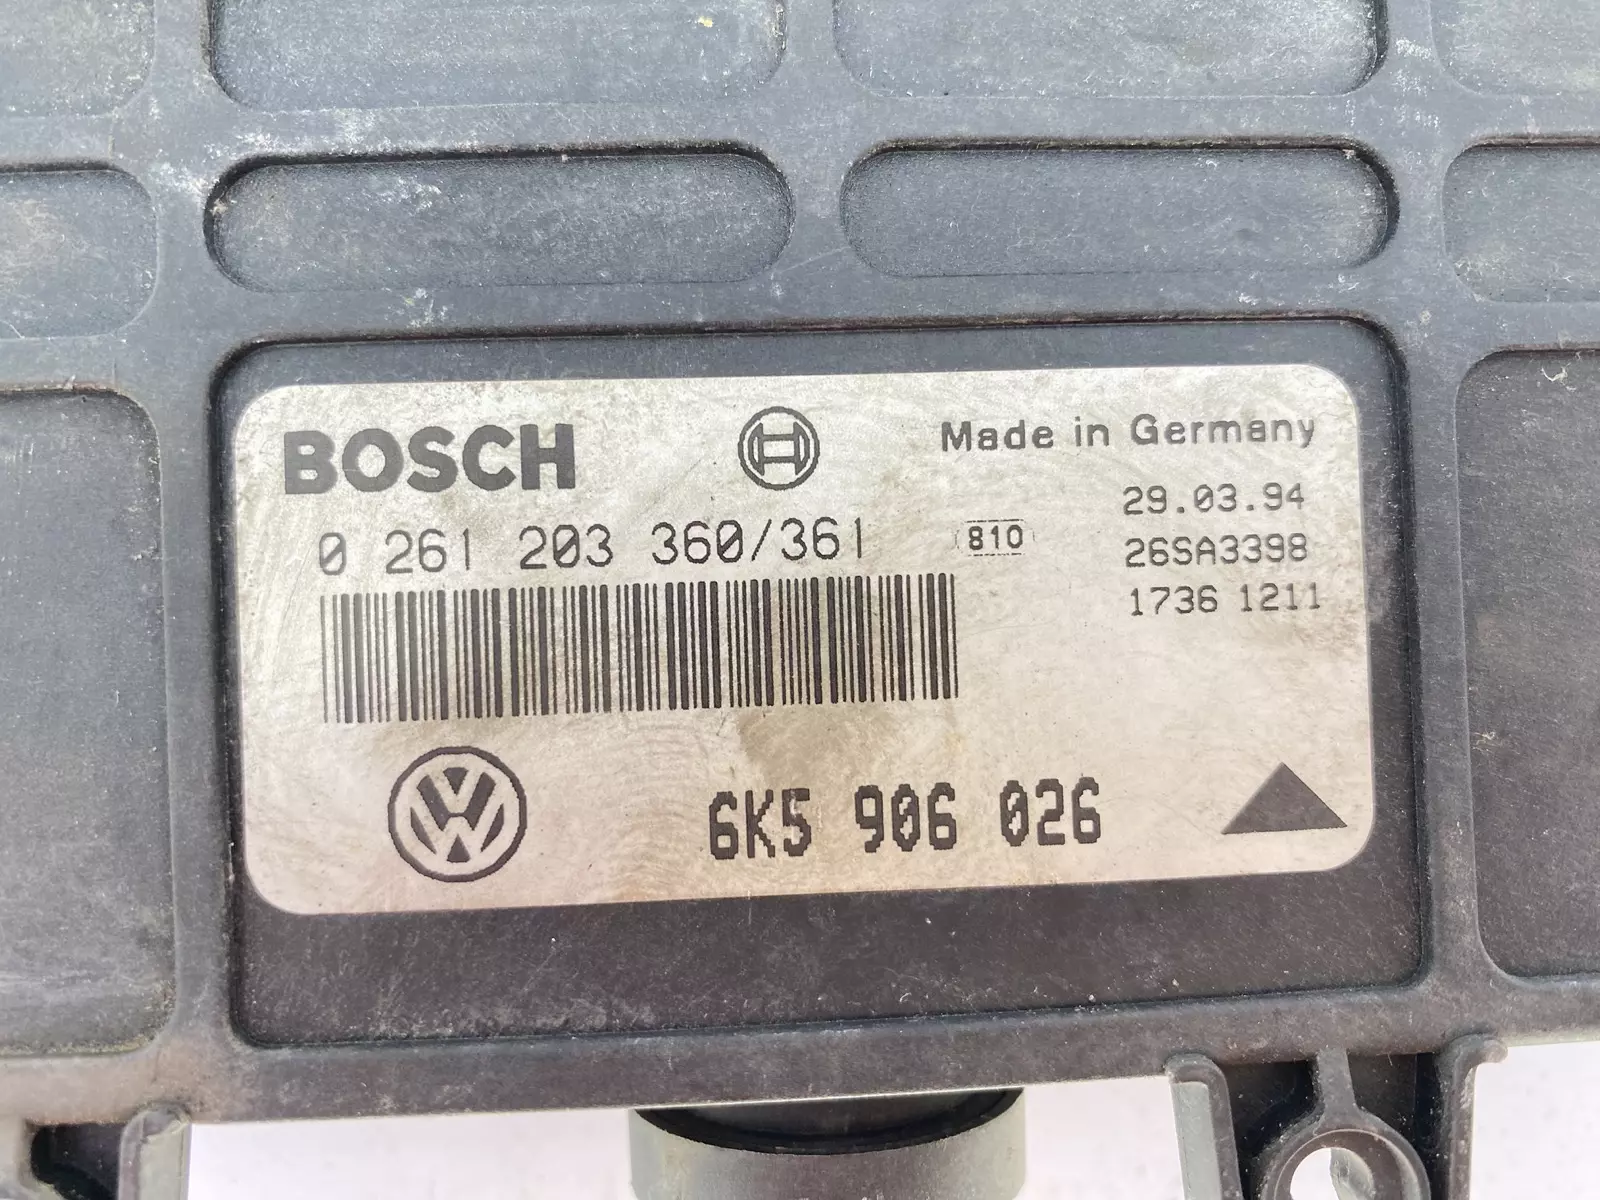 BOSCH
Made in Germany
29.03.94
0 261 203 360/361
810
26SA3398
1736 1211
6K5 906 026